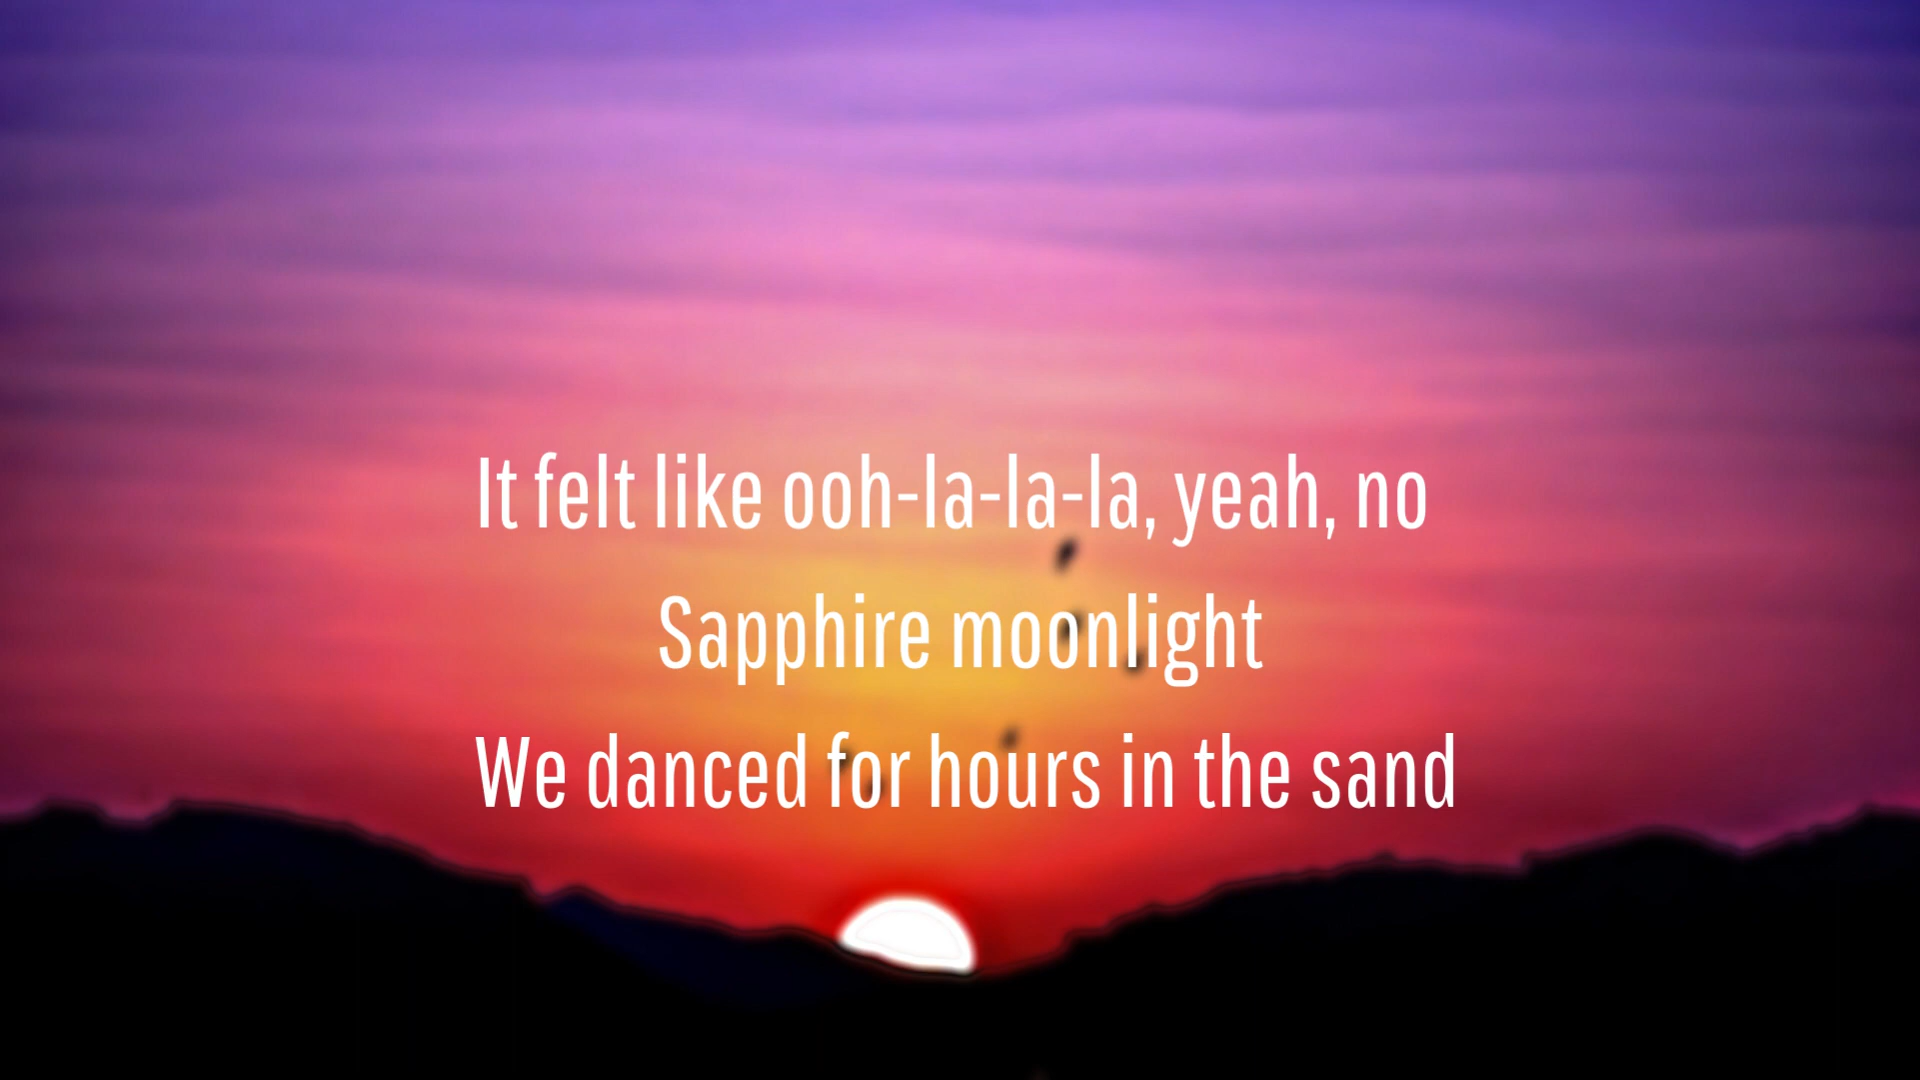 It felt like ooh-la-la-la, yeah, no
Sapphire moonlight
We danced for hours in the sand